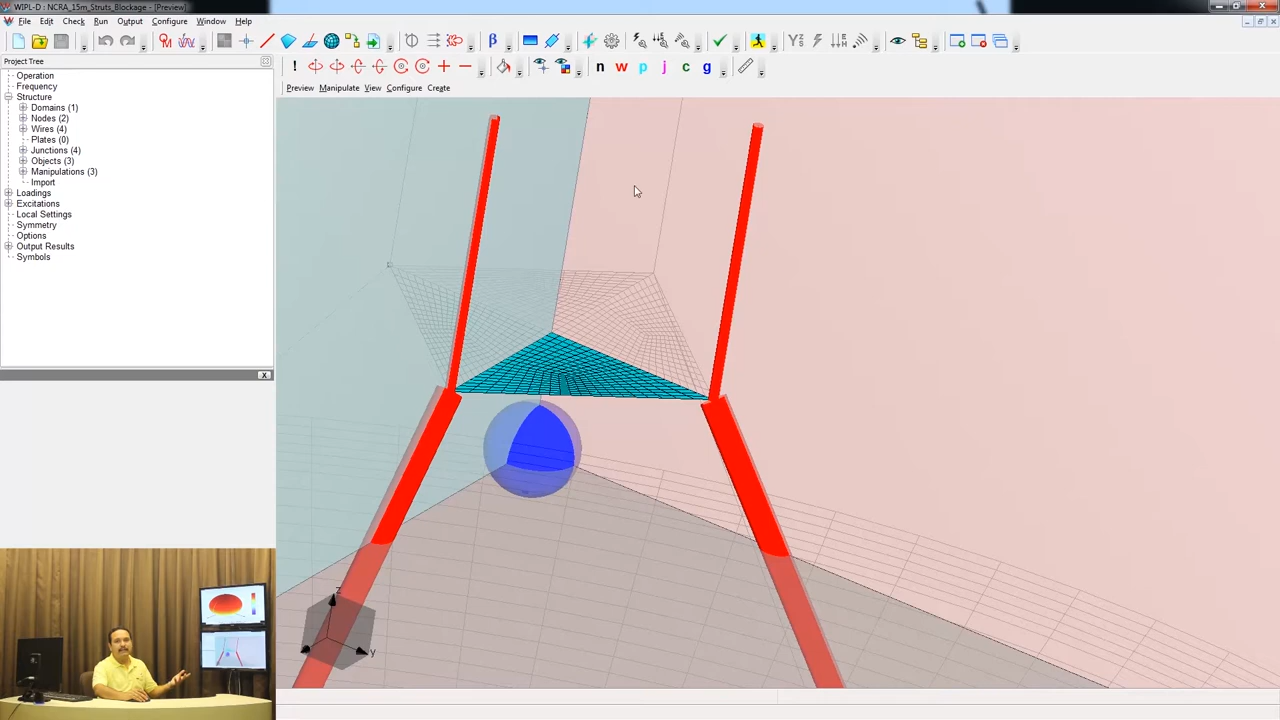 WIPL-D - NCRA_15m_Struts_Blockage - [Preview]
File Edit Check Run Output Configure Window Help
Project Tree
n w p j c g
Preview Manipulate View Configure Create
Operation
Frequency
Structure
Domains (1)
Nodes (2)
Wires (4)
Plates (0)
Junctions (4)
Objects (3)
Manipulations (3)
Import
Loadings
Excitations
Local Settings
Symmetry
Options
Output Results
Symbols
z
y